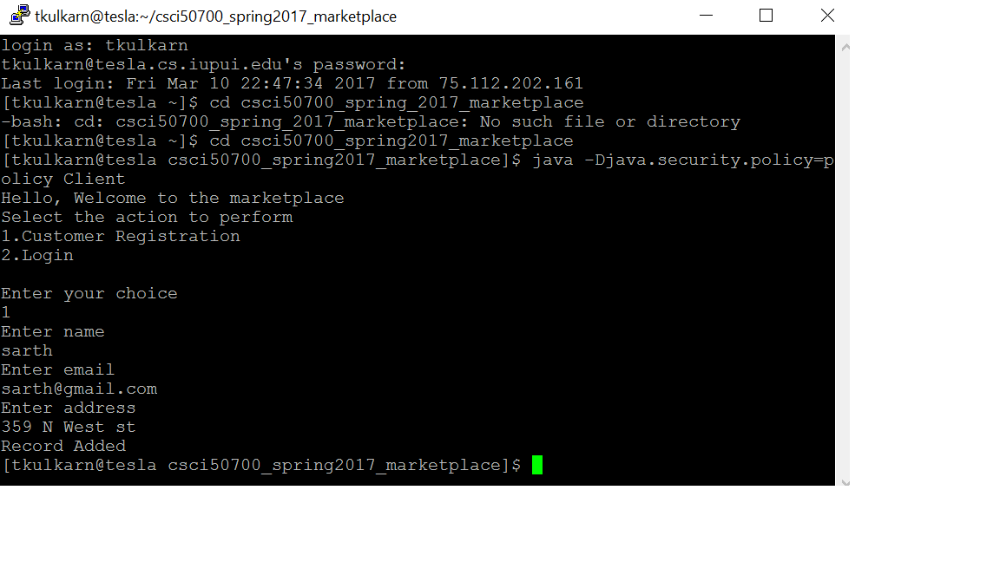 tkulkarn@tesla:~/csci50700_spring2017_marketplace
login as: tkulkarn
tkulkarn@tesla.cs.iupui.edu's password:
Last login: Fri Mar 10 22:47:34 2017 from 75.112.202.161
[tkulkarn@tesla ~]$ cd csci50700_spring_2017_marketplace
-bash: cd: csci50700_spring_2017_marketplace: No such file or directory
[tkulkarn@tesla ~]$ cd csci50700_spring2017_marketplace
[tkulkarn@tesla csci50700_spring2017_marketplace]$ java -Djava.security.policy=p
olicy Client
Hello, Welcome to the marketplace
Select the action to perform
1.Customer Registration
2.Login
Enter your choice
1
Enter name
sarth
Enter email
sarth@gmail.com
Enter address
359 N West st
Record Added
[tkulkarn@tesla csci50700_spring2017_marketplace]$